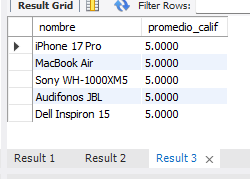 Result Grid Filter Rows:
nombre promedio_calif
iPhone 17 Pro 5.0000
MacBook Air 5.0000
Sony WH-1000XM5 5.0000
Audifonos JBL 5.0000
Dell Inspiron 15 5.0000
Result 1 Result 2 Result 3 ×